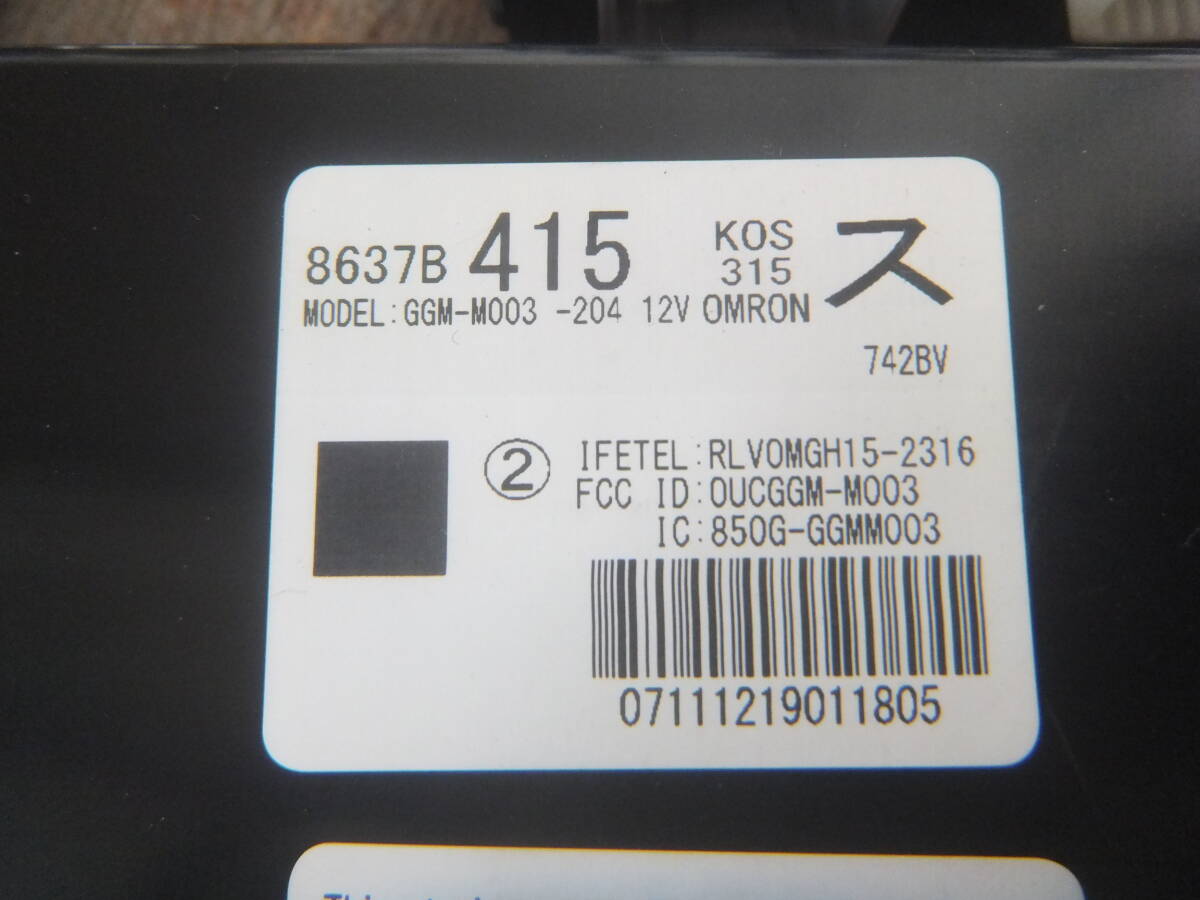 8637B 415 KOS 315 ス
MODEL:GGM-M003 -204 12V OMRON
742BV
② IFETEL:RLVOMGH15-2316
FCC ID:OUCGGM-M003
IC:850G-GGMM003
07111219011805